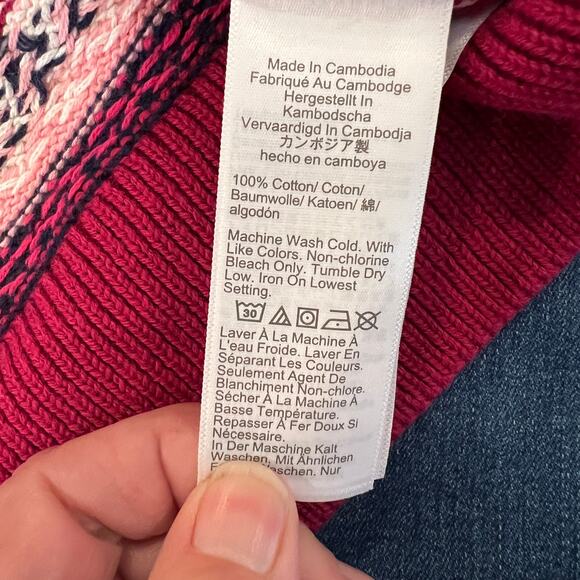 Made In Cambodia
Fabriqué Au Cambodge
Hergestellt In
Kambodscha
Vervaardigd In Cambodja
カンボジア製
hecho en camboya
100% Cotton/ Coton/
Baumwolle/ Katoen/ 綿/
algodón
Machine Wash Cold. With
Like Colors. Non-chlorine
Bleach Only. Tumble Dry
Low. Iron On Lowest
Setting.
30
Laver À La Machine À
L'eau Froide. Laver En
Séparant Les Couleurs.
Seulement Agent De
Blanchiment Non-chlore.
Sécher À La Machine À
Basse Température.
Repasser À Fer Doux Si
Nécessaire.
In Der Maschine Kalt
Waschen, Mit Ähnlichen
Nur